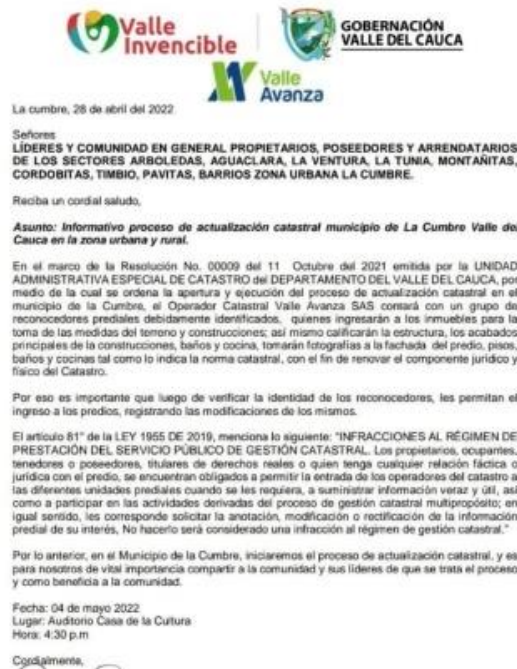 Valle
Invencible
GOBERNACIÓN
VALLE DEL CAUCA
Valle
Avanza
La cumbre, 28 de abril del 2022
Señores
LÍDERES Y COMUNIDAD EN GENERAL PROPIETARIOS, POSEEDORES Y ARRENDATARIOS
DE LOS SECTORES ARBOLEDAS, AGUACLARA, LA VENTURA, LA TUNIA, MONTAÑITAS,
CORDOBITAS, TIMBIO, PAVITAS, BARRIOS ZONA URBANA LA CUMBRE.
Reciba un cordial saludo,
Asunto: Informativo proceso de actualización catastral municipio de La Cumbre Valle del
Cauca en la zona urbana y rural.
En el marco de la Resolución No. 00009 del 11 Octubre del 2021 emitida por la UNIDAD
ADMINISTRATIVA ESPECIAL DE CATASTRO del DEPARTAMENTO DEL VALLE DEL CAUCA, por
medio de la cual se ordena la apertura y ejecución del proceso de actualización catastral en el
municipio de la Cumbre, el Operador Catastral Valle Avanza SAS contará con un grupo de
reconocedores prediales debidamente identificados, quienes ingresarán a los inmuebles para la
toma de las medidas del terreno y construcciones; así mismo calificarán la estructura, los acabados
principales de la construcciones, baños y cocina, tomarán fotografías a la fachada del predio, pisos,
baños y cocinas tal como lo indica la norma catastral, con el fin de renovar el componente jurídico y
físico del Catastro.
Por eso es importante que luego de verificar la identidad de los reconocedores, les permitan el
ingreso a los predios, registrando las modificaciones de los mismos.
El artículo 81° de la LEY 1955 DE 2019, menciona lo siguiente: "INFRACCIONES AL RÉGIMEN DE
PRESTACIÓN DEL SERVICIO PÚBLICO DE GESTIÓN CATASTRAL. Los propietarios, ocupantes,
tenedores o poseedores, titulares de derechos reales o quien tenga cualquier relación fáctica o
jurídica con el predio, se encuentran obligados a permitir la entrada de los operadores del catastro a
las diferentes unidades prediales cuando se les requiera, a suministrar información veraz y útil, así
como a participar en las actividades derivadas del proceso de gestión catastral multipropósito; en
igual sentido, les corresponde solicitar la anotación, modificación o rectificación de la información
predial de su interés, No hacerlo será considerado una infracción al régimen de gestión catastral."
Por lo anterior, en el Municipio de la Cumbre, iniciaremos el proceso de actualización catastral, y es
para nosotros de vital importancia compartir a la comunidad y sus líderes de que se trata el proceso
y como beneficia a la comunidad.
Fecha: 04 de mayo 2022
Lugar: Auditorio Casa de la Cultura
Hora: 4:30 p.m
Cordialmente,